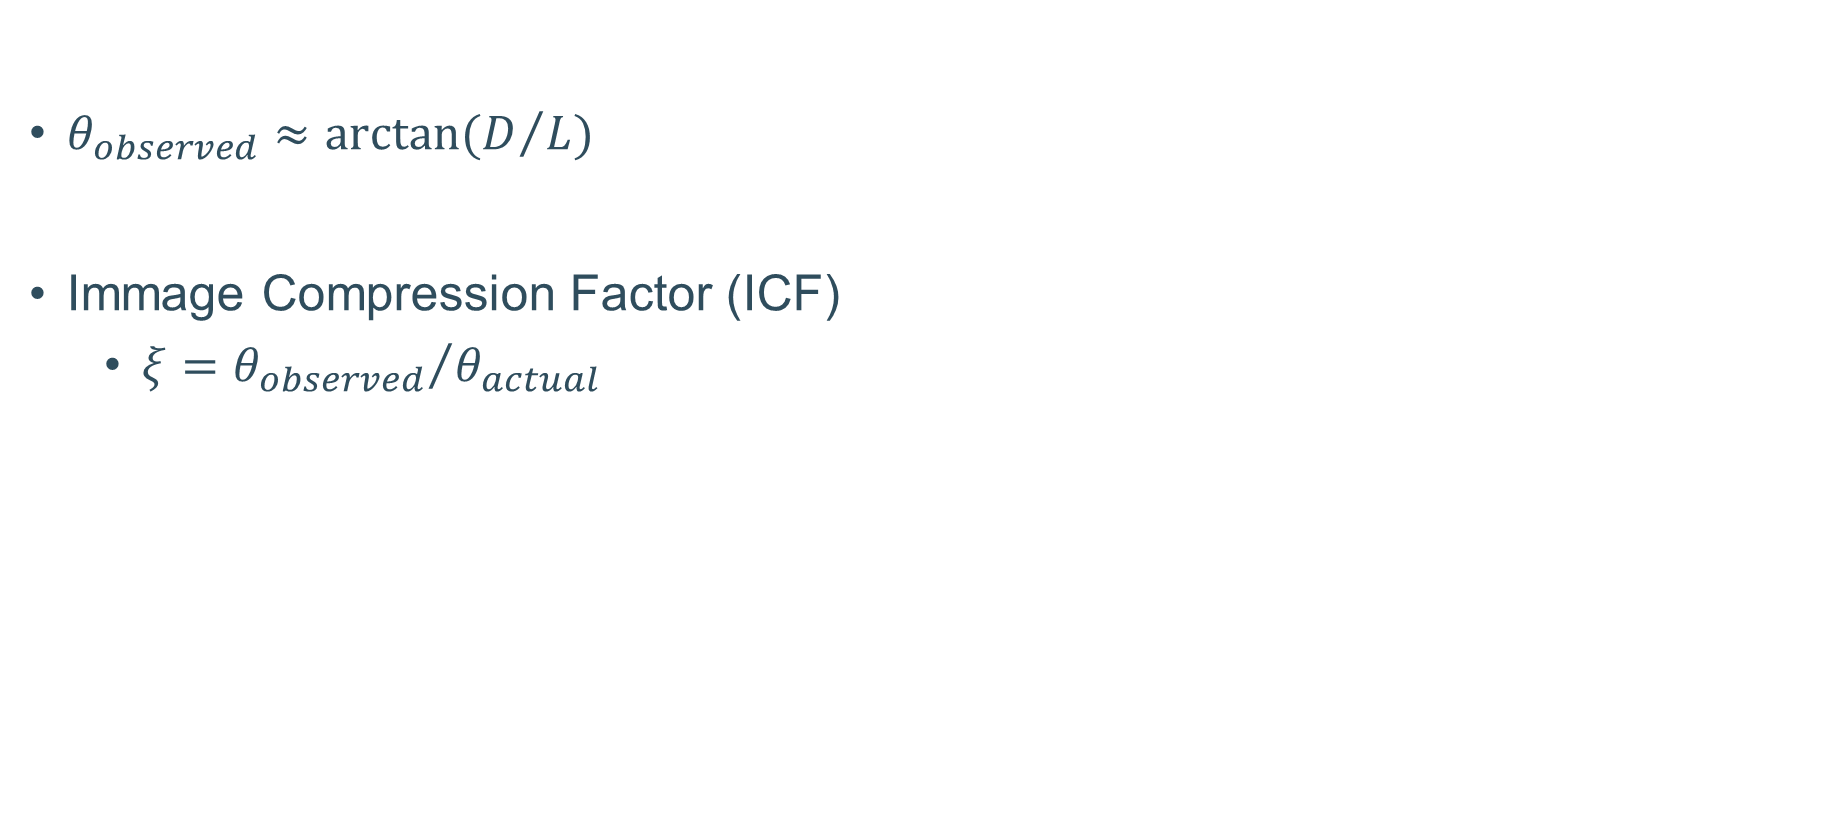 • θ_observed ≈ arctan(D/L)
• Immage Compression Factor (ICF)
• ξ = θ_observed/θ_actual